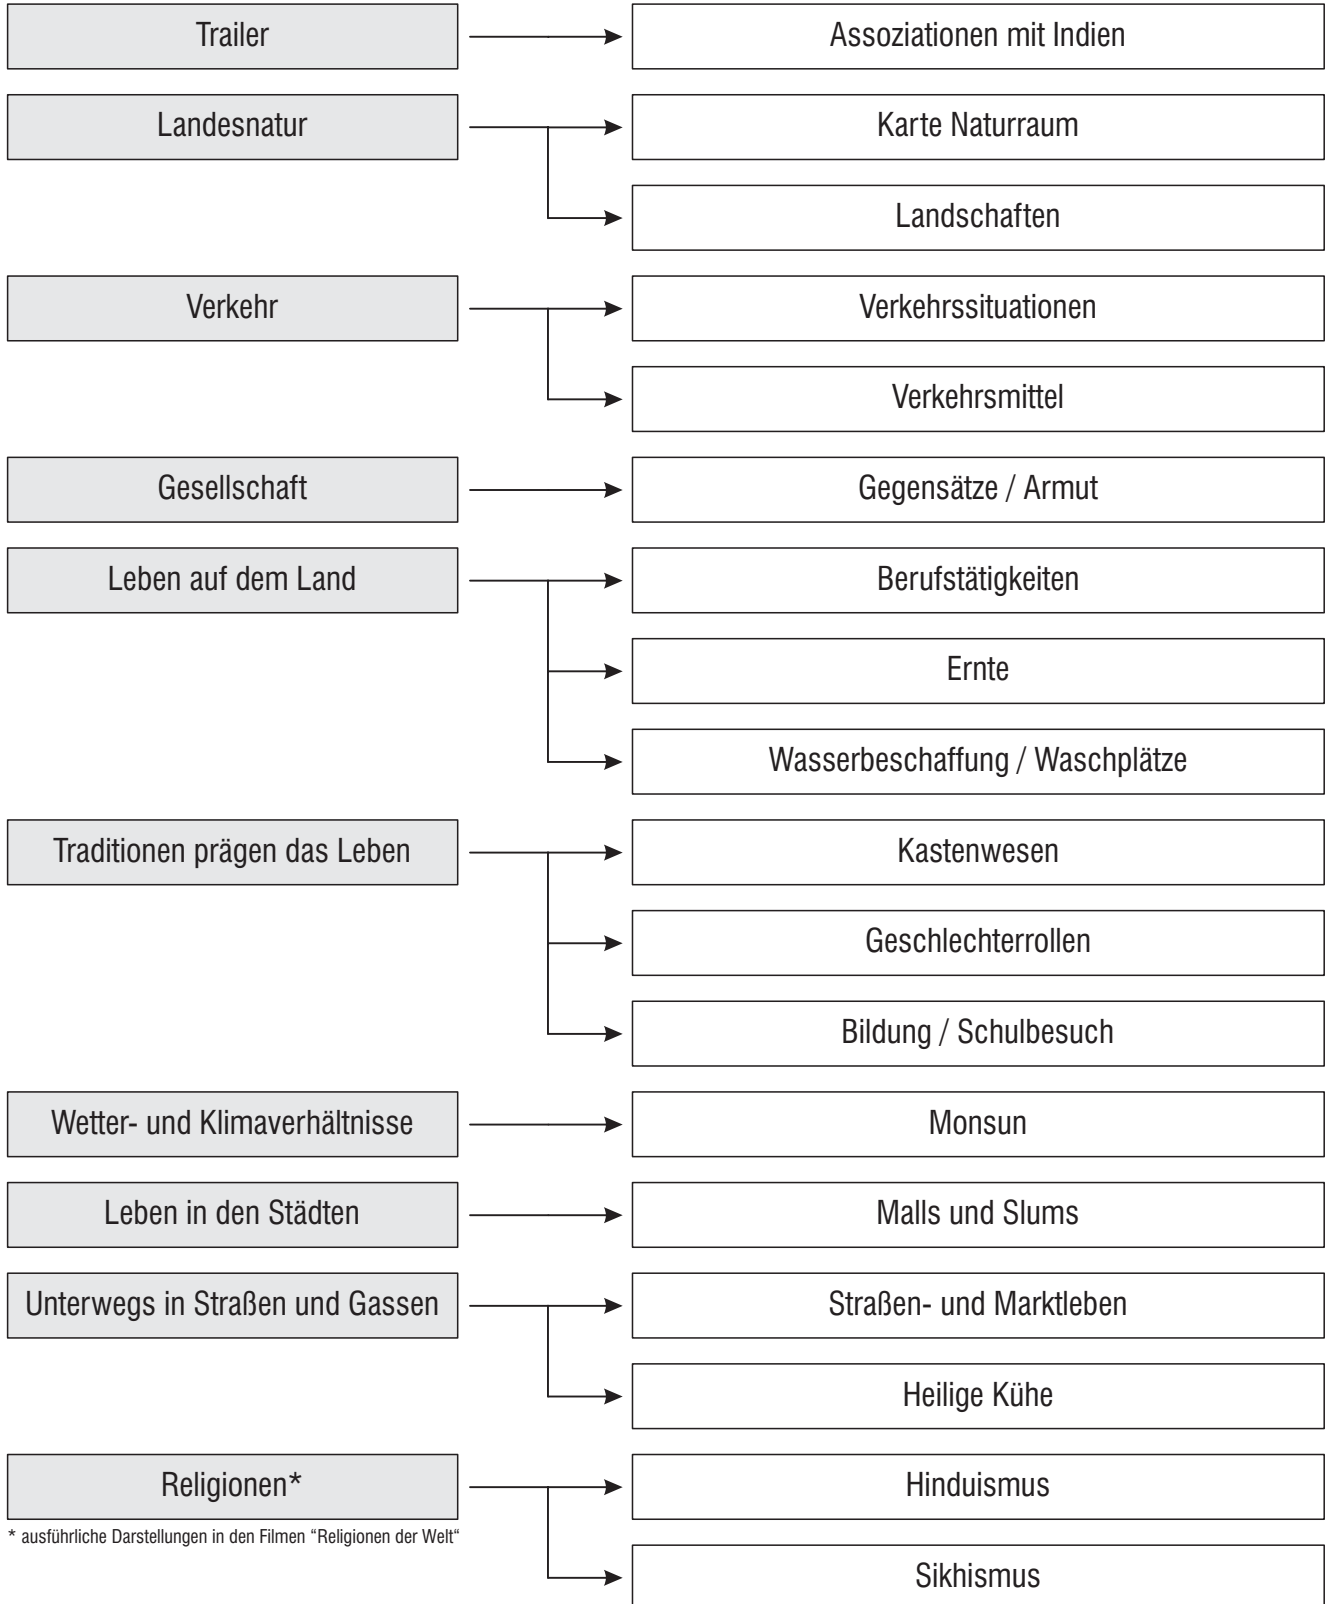 Trailer
Assoziationen mit Indien
Landesnatur
Karte Naturraum
Landschaften
Verkehr
Verkehrssituationen
Verkehrsmittel
Gesellschaft
Gegensätze / Armut
Leben auf dem Land
Berufstätigkeiten
Ernte
Wasserbeschaffung / Waschplätze
Traditionen prägen das Leben
Kastenwesen
Geschlechterrollen
Bildung / Schulbesuch
Wetter- und Klimaverhältnisse
Monsun
Leben in den Städten
Malls und Slums
Unterwegs in Straßen und Gassen
Straßen- und Marktleben
Heilige Kühe
Religionen*
Hinduismus
* ausführliche Darstellungen in den Filmen “Religionen der Welt“
Sikhismus